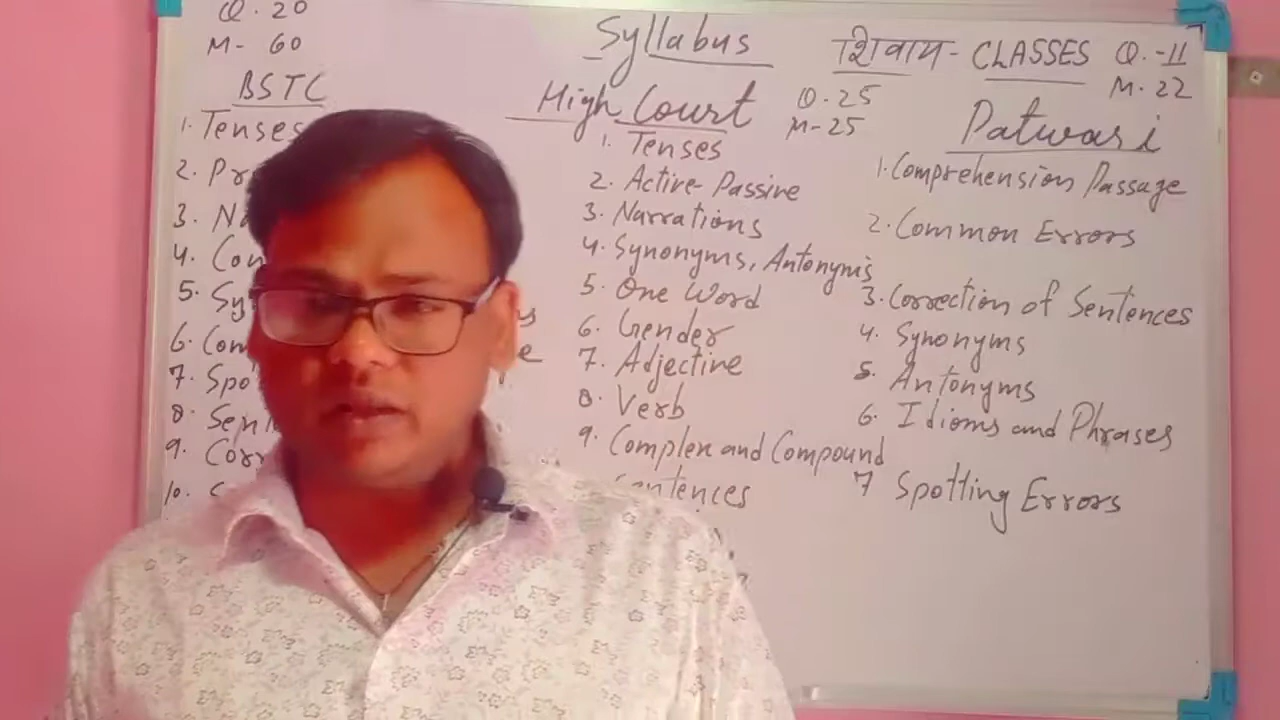 Q. 20
M- 60
BSTC
1. Tenses
2. Pr
3. Na
4. Con
5. Sy
6. Com
7. Spo
8. Sen
9. Corr
10.
Syllabus
High Court
Q. 25
M-25
1. Tenses
2. Active-Passive
3. Narrations
4. Synonyms, Antonyms
5. One Word
6. Gender
7. Adjective
8. Verb
9. Complex and Compound
Sentences
शिवाय - CLASSES
Q. -11
M. 22
Patwari
1. Comprehension Passage
2. Common Errors
3. Correction of Sentences
4. Synonyms
5. Antonyms
6. Idioms and Phrases
7 Spotting Errors